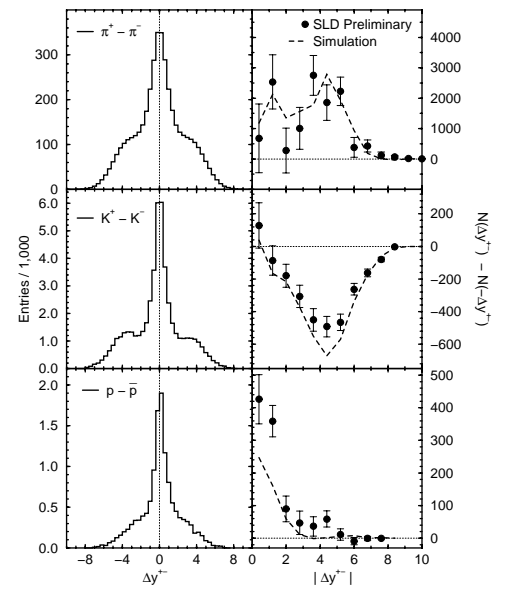 π⁺ – π⁻
300
200
100
0
SLD Preliminary
Simulation
4000
3000
2000
1000
0
K⁺ – K⁻
6.0
5.0
4.0
3.0
2.0
1.0
0.0
Entries / 1,000
200
0
–200
–400
–600
N(Δy⁺⁻) – N(–Δy⁺⁻)
p – p̅
2.0
1.5
1.0
0.5
0.0
500
400
300
200
100
0
–8 –4 0 4 8
0 2 4 6 8 10
Δy⁺⁻
| Δy⁺⁻ |